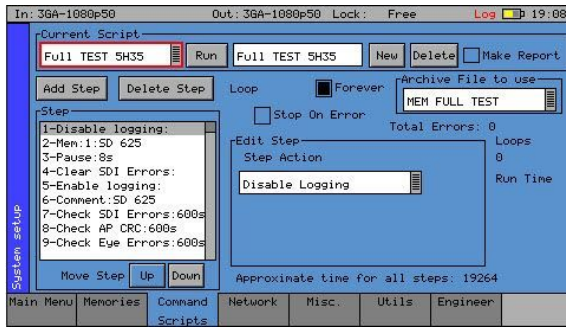 In: 3GA-1080p50 Out: 3GA-1080p50 Lock: Free Log 19:08
Current Script
Full TEST 5H35 Run Full TEST 5H35 New Delete Make Report
Add Step Delete Step Loop Forever Archive File to use
MEM FULL TEST
Stop On Error
Total Errors: 0
Step
1-Disable logging:
2-Mem:1:SD 625
3-Pause:8s
4-Clear SDI Errors:
5-Enable logging:
6-Comment:SD 625
7-Check SDI Errors:600s
8-Check AP CRC:600s
9-Check Eye Errors:600s
Move Step Up Down
Edit Step
Step Action
Disable Logging
Loops
0
Run Time
Approximate time for all steps: 19264
System setup
Main Menu Memories Command Scripts Network Misc. Utils Engineer